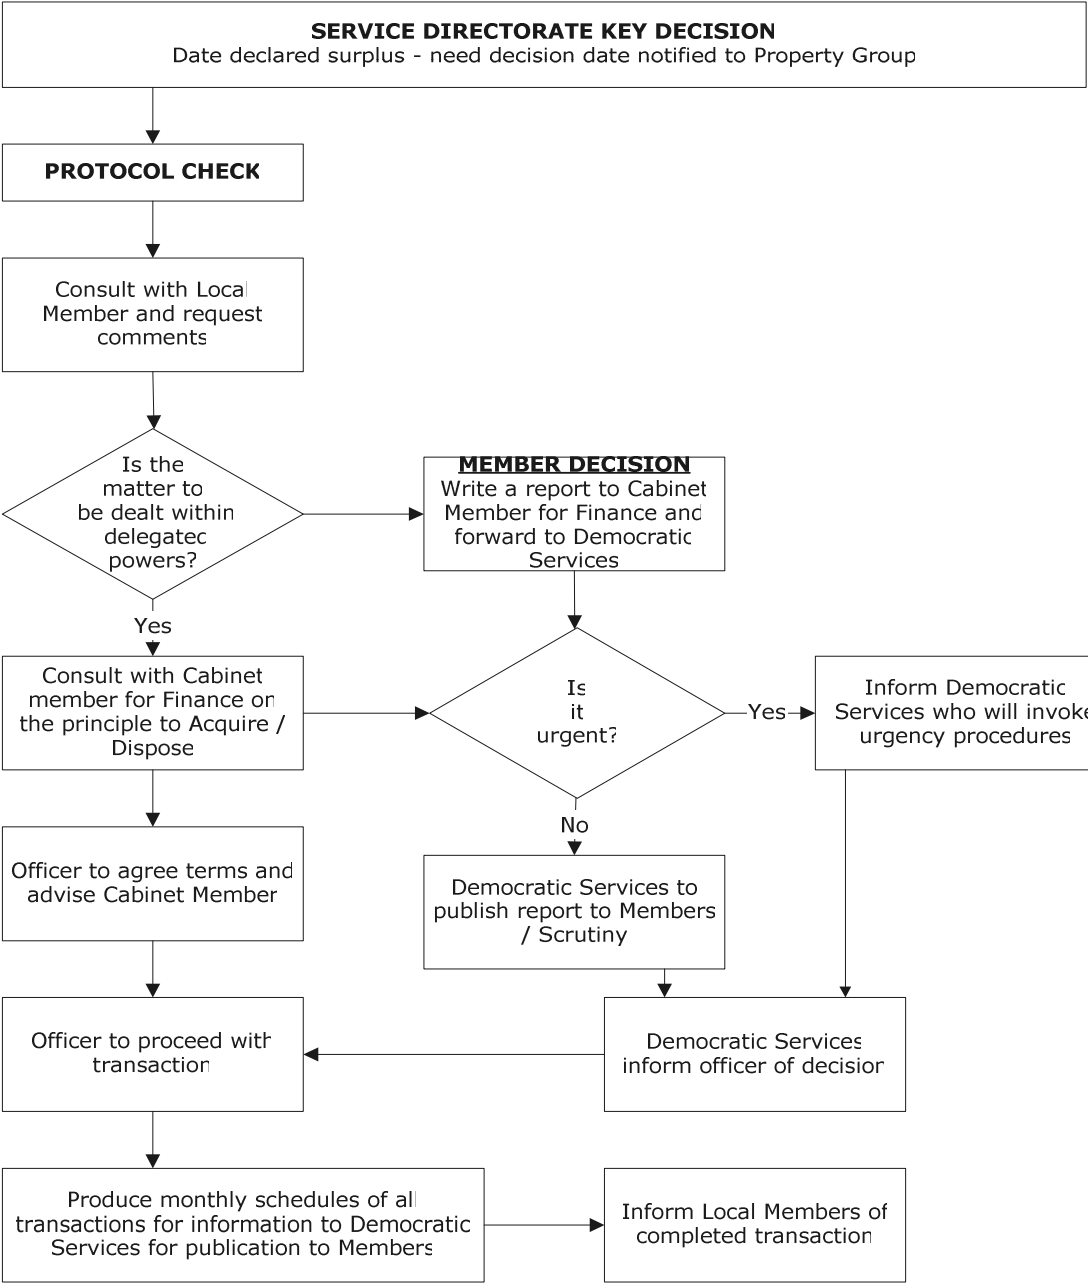 SERVICE DIRECTORATE KEY DECISION
Date declared surplus - need decision date notified to Property Group
PROTOCOL CHECK
Consult with Local
Member and request
comments
Is the
matter to
be dealt within
delegated
powers?
MEMBER DECISION
Write a report to Cabinet
Member for Finance and
forward to Democratic
Services
Yes
Consult with Cabinet
member for Finance on
the principle to Acquire /
Dispose
Is
it
urgent?
Yes
Inform Democratic
Services who will invoke
urgency procedures
No
Officer to agree terms and
advise Cabinet Member
Democratic Services to
publish report to Members
/ Scrutiny
Officer to proceed with
transaction
Democratic Services
inform officer of decision
Produce monthly schedules of all
transactions for information to Democratic
Services for publication to Members
Inform Local Members of
completed transaction